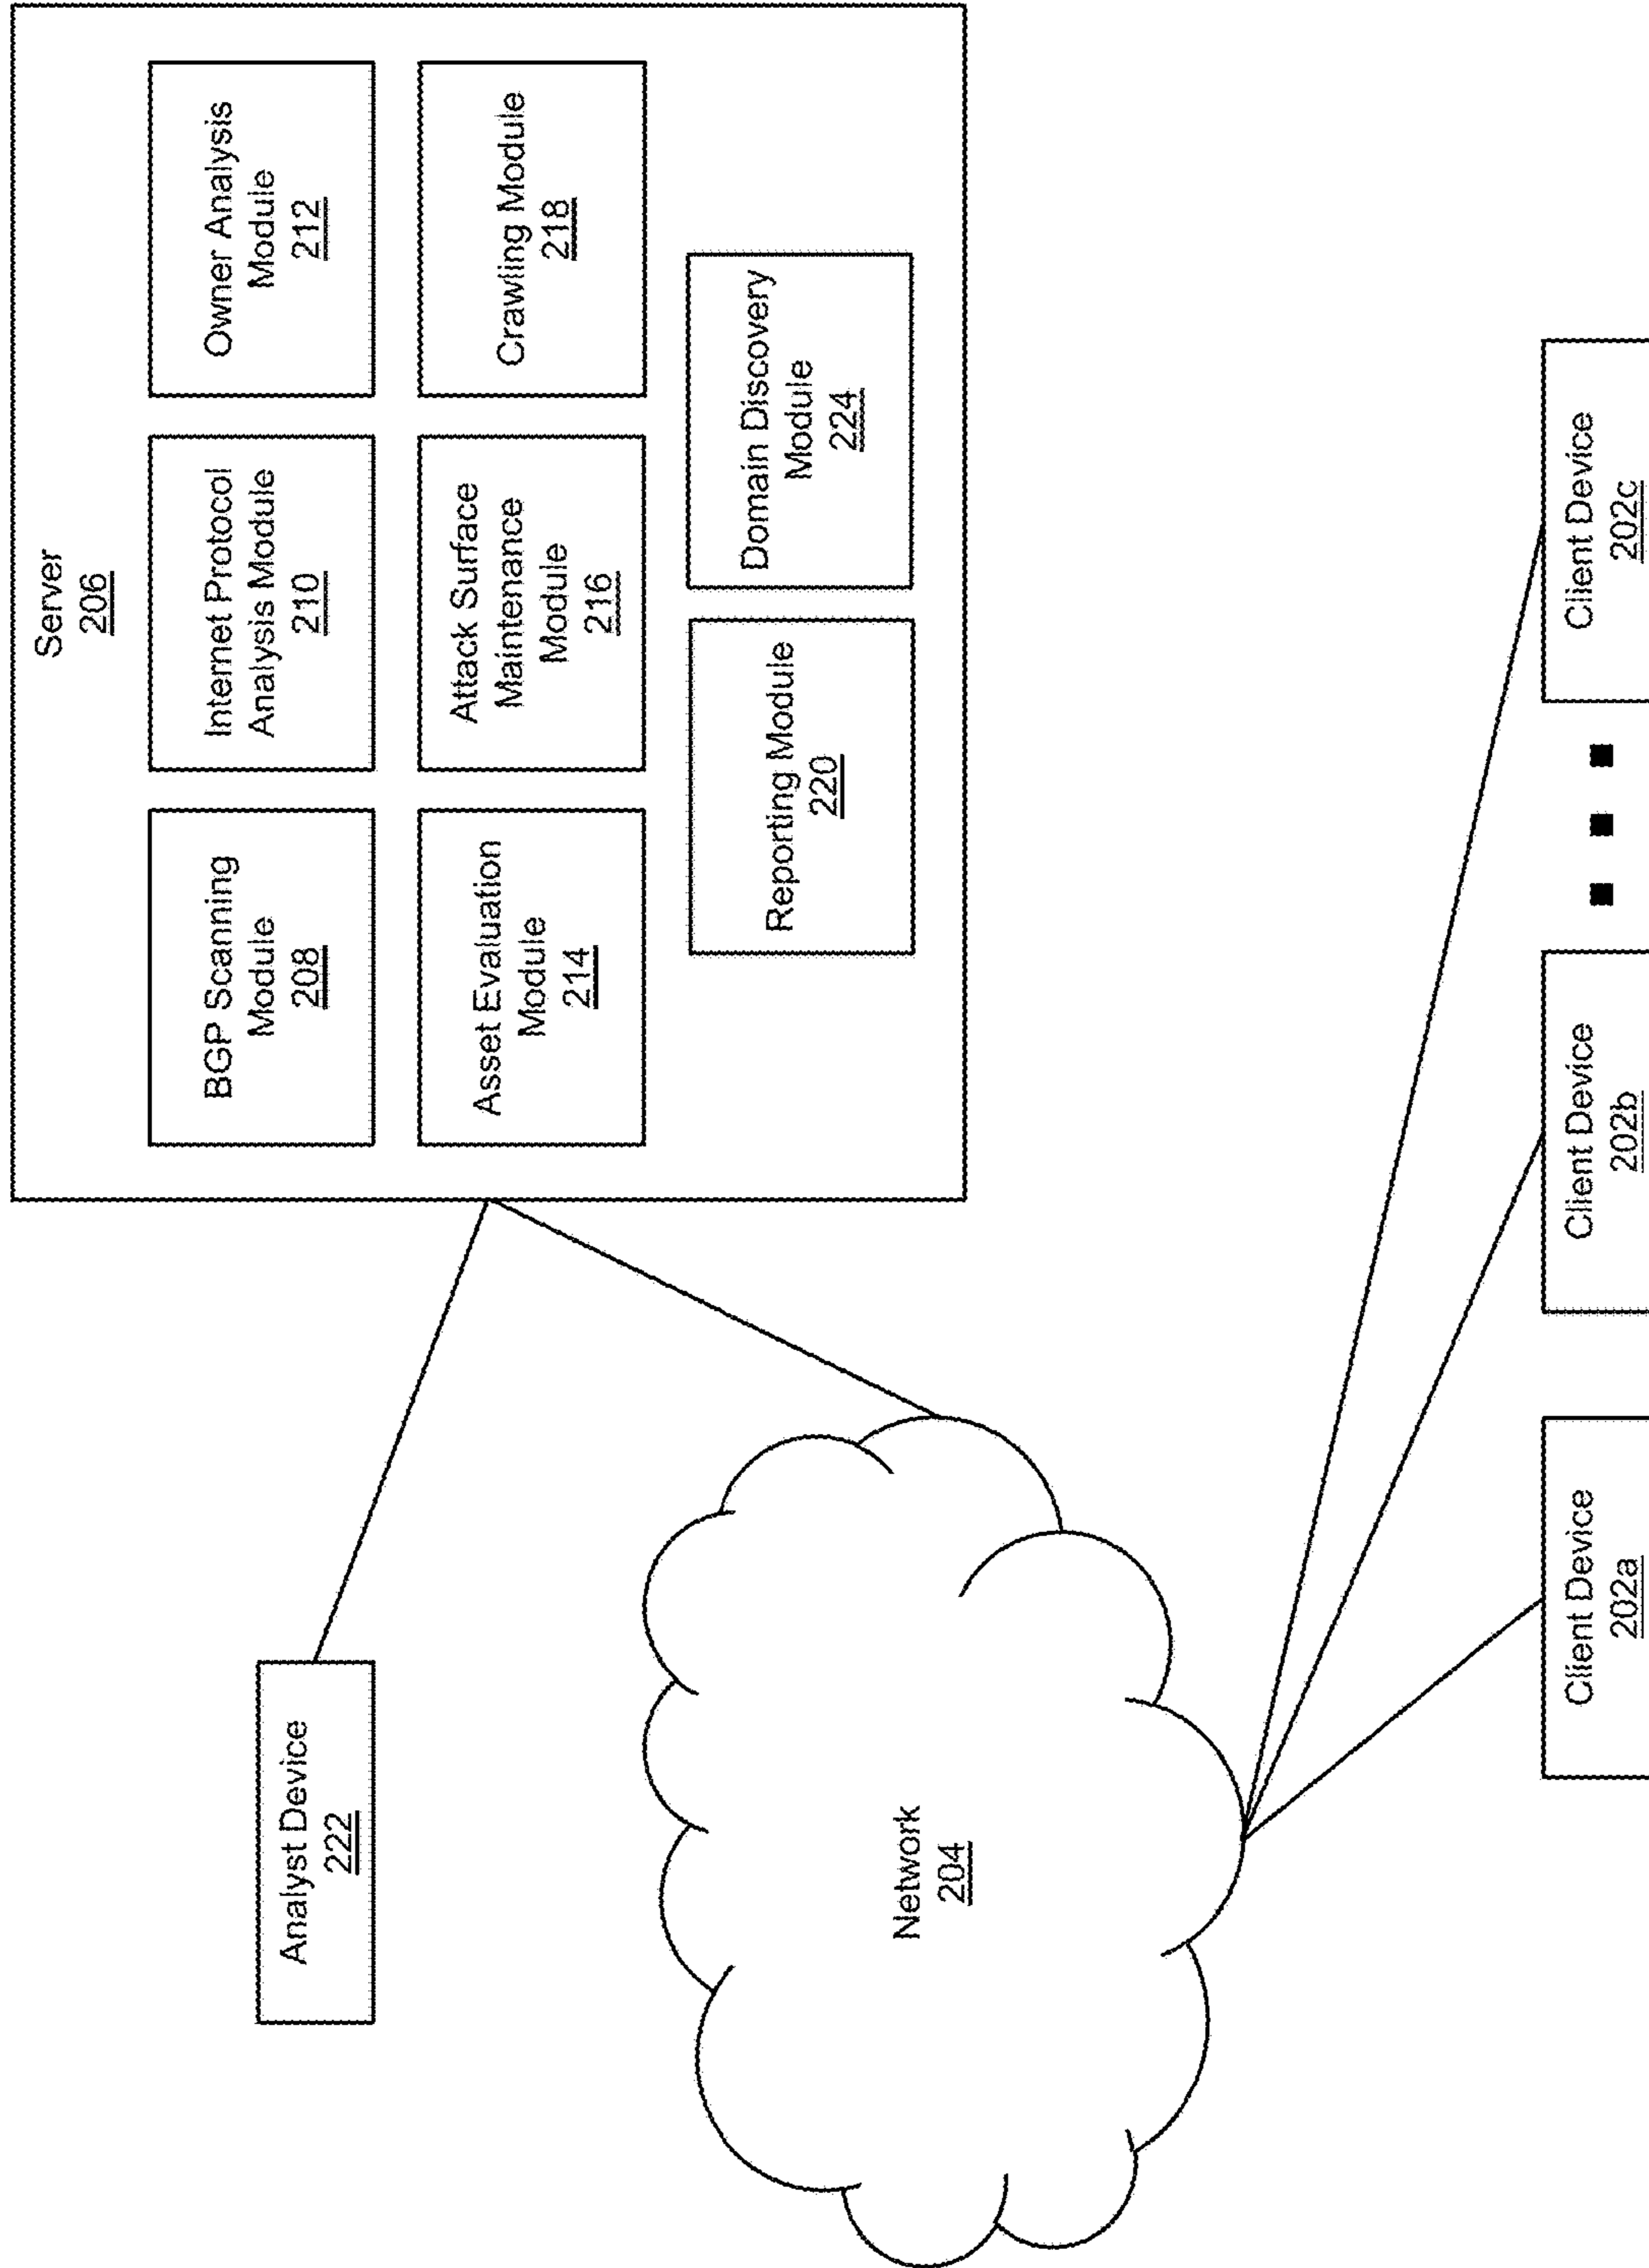 Server
206
BGP Scanning
Module
208
Internet Protocol
Analysis Module
210
Owner Analysis
Module
212
Asset Evaluation
Module
214
Attack Surface
Maintenance
Module
216
Crawling Module
218
Reporting Module
220
Domain Discovery
Module
224
Analyst Device
222
Network
204
Client Device
202a
Client Device
202b
Client Device
202c